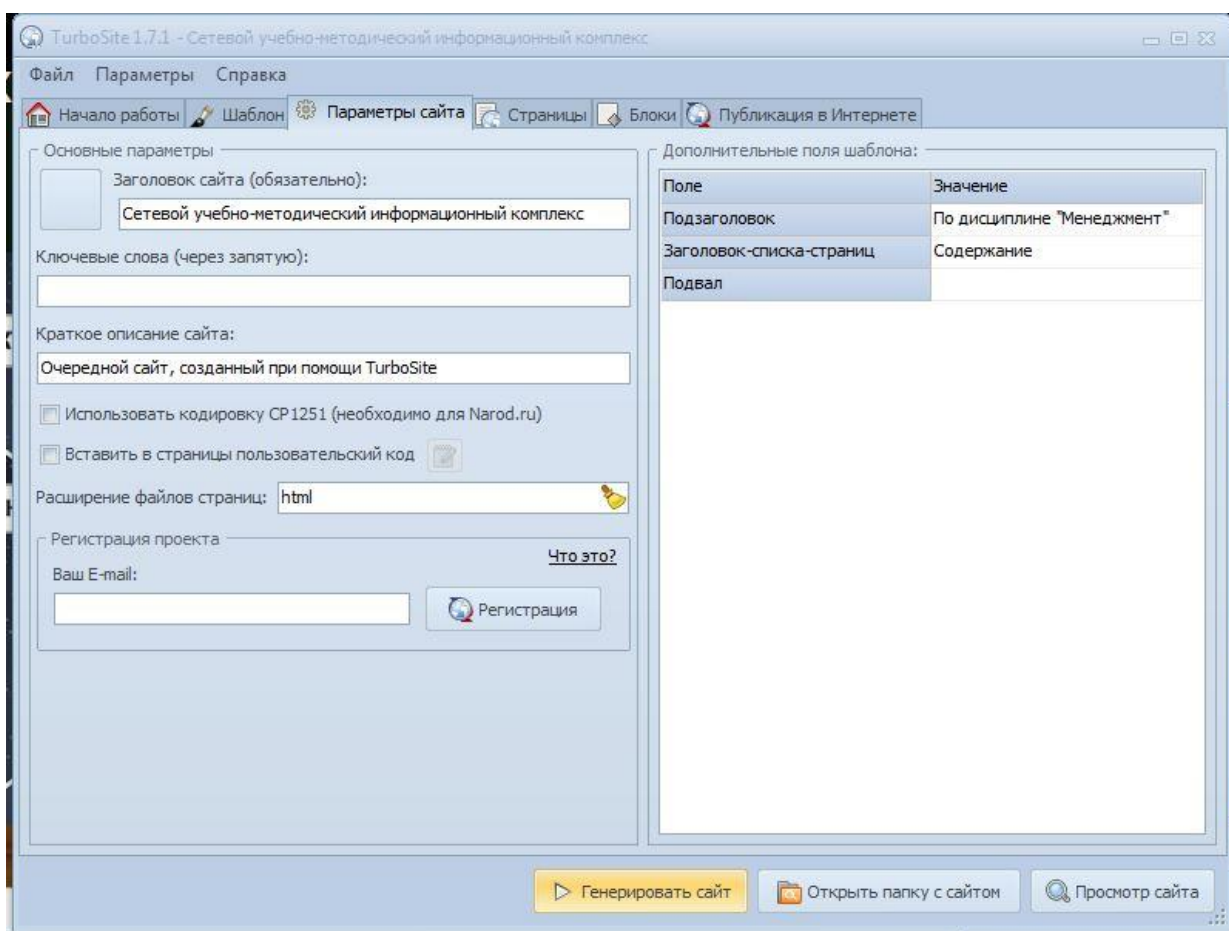 TurboSite 1.7.1 - Сетевой учебно-методический информационный комплекс
Файл Параметры Справка
Начало работы Шаблон Параметры сайта Страницы Блоки Публикация в Интернете
Основные параметры
Заголовок сайта (обязательно):
Сетевой учебно-методический информационный комплекс
Ключевые слова (через запятую):
Краткое описание сайта:
Очередной сайт, созданный при помощи TurboSite
Использовать кодировку CP1251 (необходимо для Narod.ru)
Вставить в страницы пользовательский код
Расширение файлов страниц: html
Регистрация проекта
Что это?
Ваш E-mail:
Регистрация
Дополнительные поля шаблона:
Поле Значение
Подзаголовок По дисциплине "Менеджмент"
Заголовок-списка-страниц Содержание
Подвал
Генерировать сайт Открыть папку с сайтом Просмотр сайта